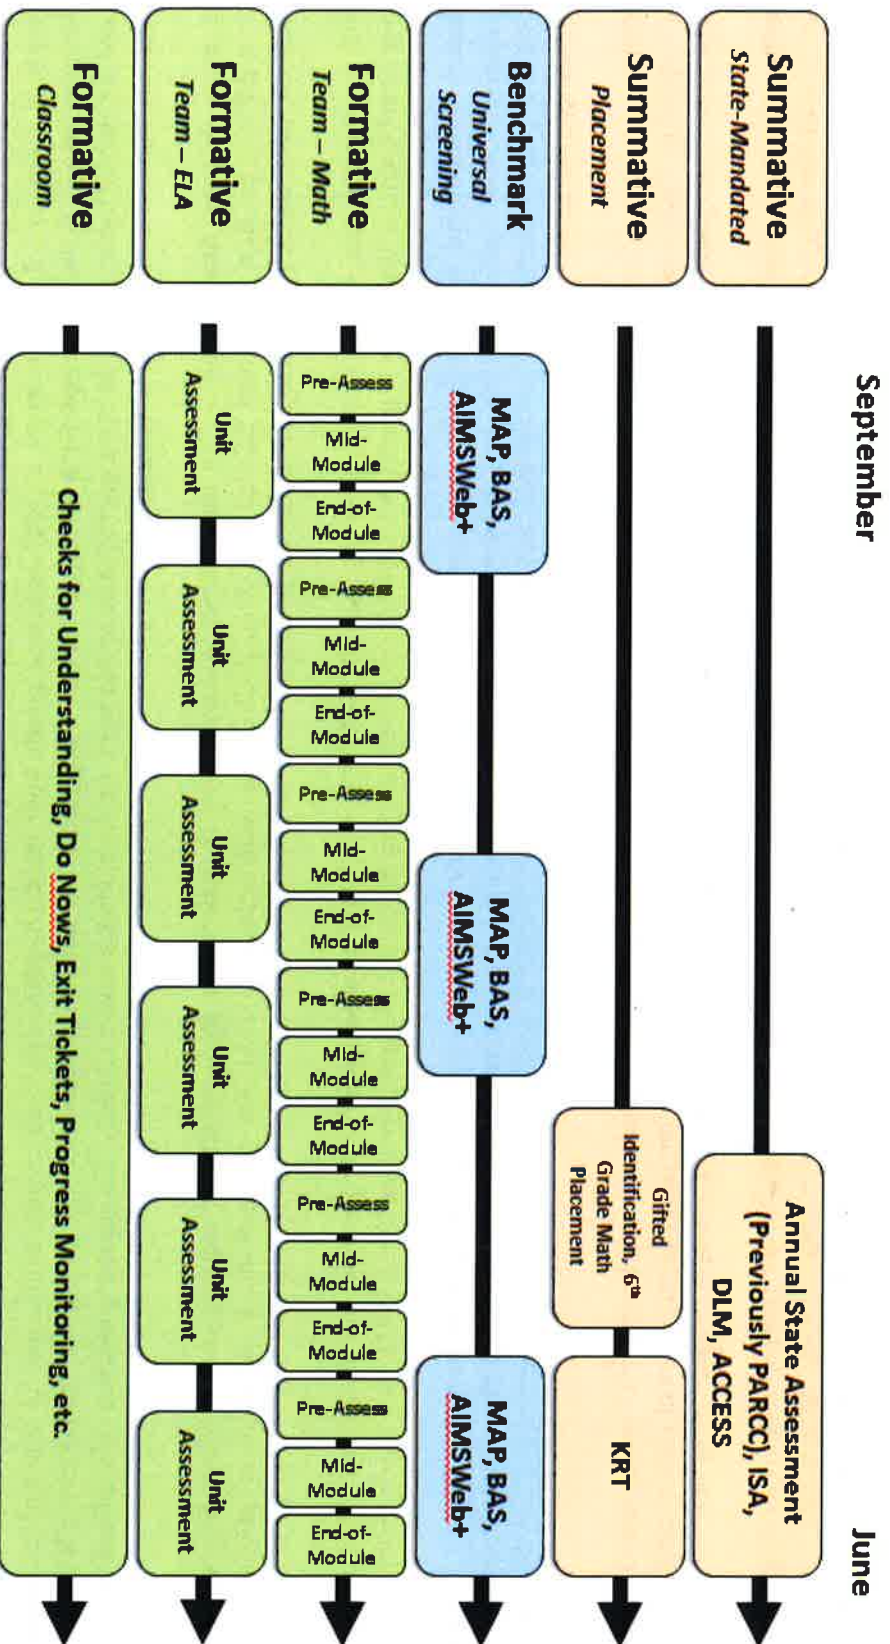 September
June
Summative
State-Mandated
Annual State Assessment
(Previously PARCC), ISA,
DLM, ACCESS
Summative
Placement
Gifted
Identification, 6th
Grade Math
Placement
KRT
Benchmark
Universal
Screening
MAP, BAS,
AIMSWeb+
MAP, BAS,
AIMSWeb+
MAP, BAS,
AIMSWeb+
Formative
Team – Math
Pre-Assess
Mid-
Module
End-of-
Module
Pre-Assess
Mid-
Module
End-of-
Module
Pre-Assess
Mid-
Module
End-of-
Module
Pre-Assess
Mid-
Module
End-of-
Module
Pre-Assess
Mid-
Module
End-of-
Module
Pre-Assess
Mid-
Module
End-of-
Module
Formative
Team – ELA
Unit
Assessment
Unit
Assessment
Unit
Assessment
Unit
Assessment
Unit
Assessment
Unit
Assessment
Formative
Classroom
Checks for Understanding, Do Nows, Exit Tickets, Progress Monitoring, etc.